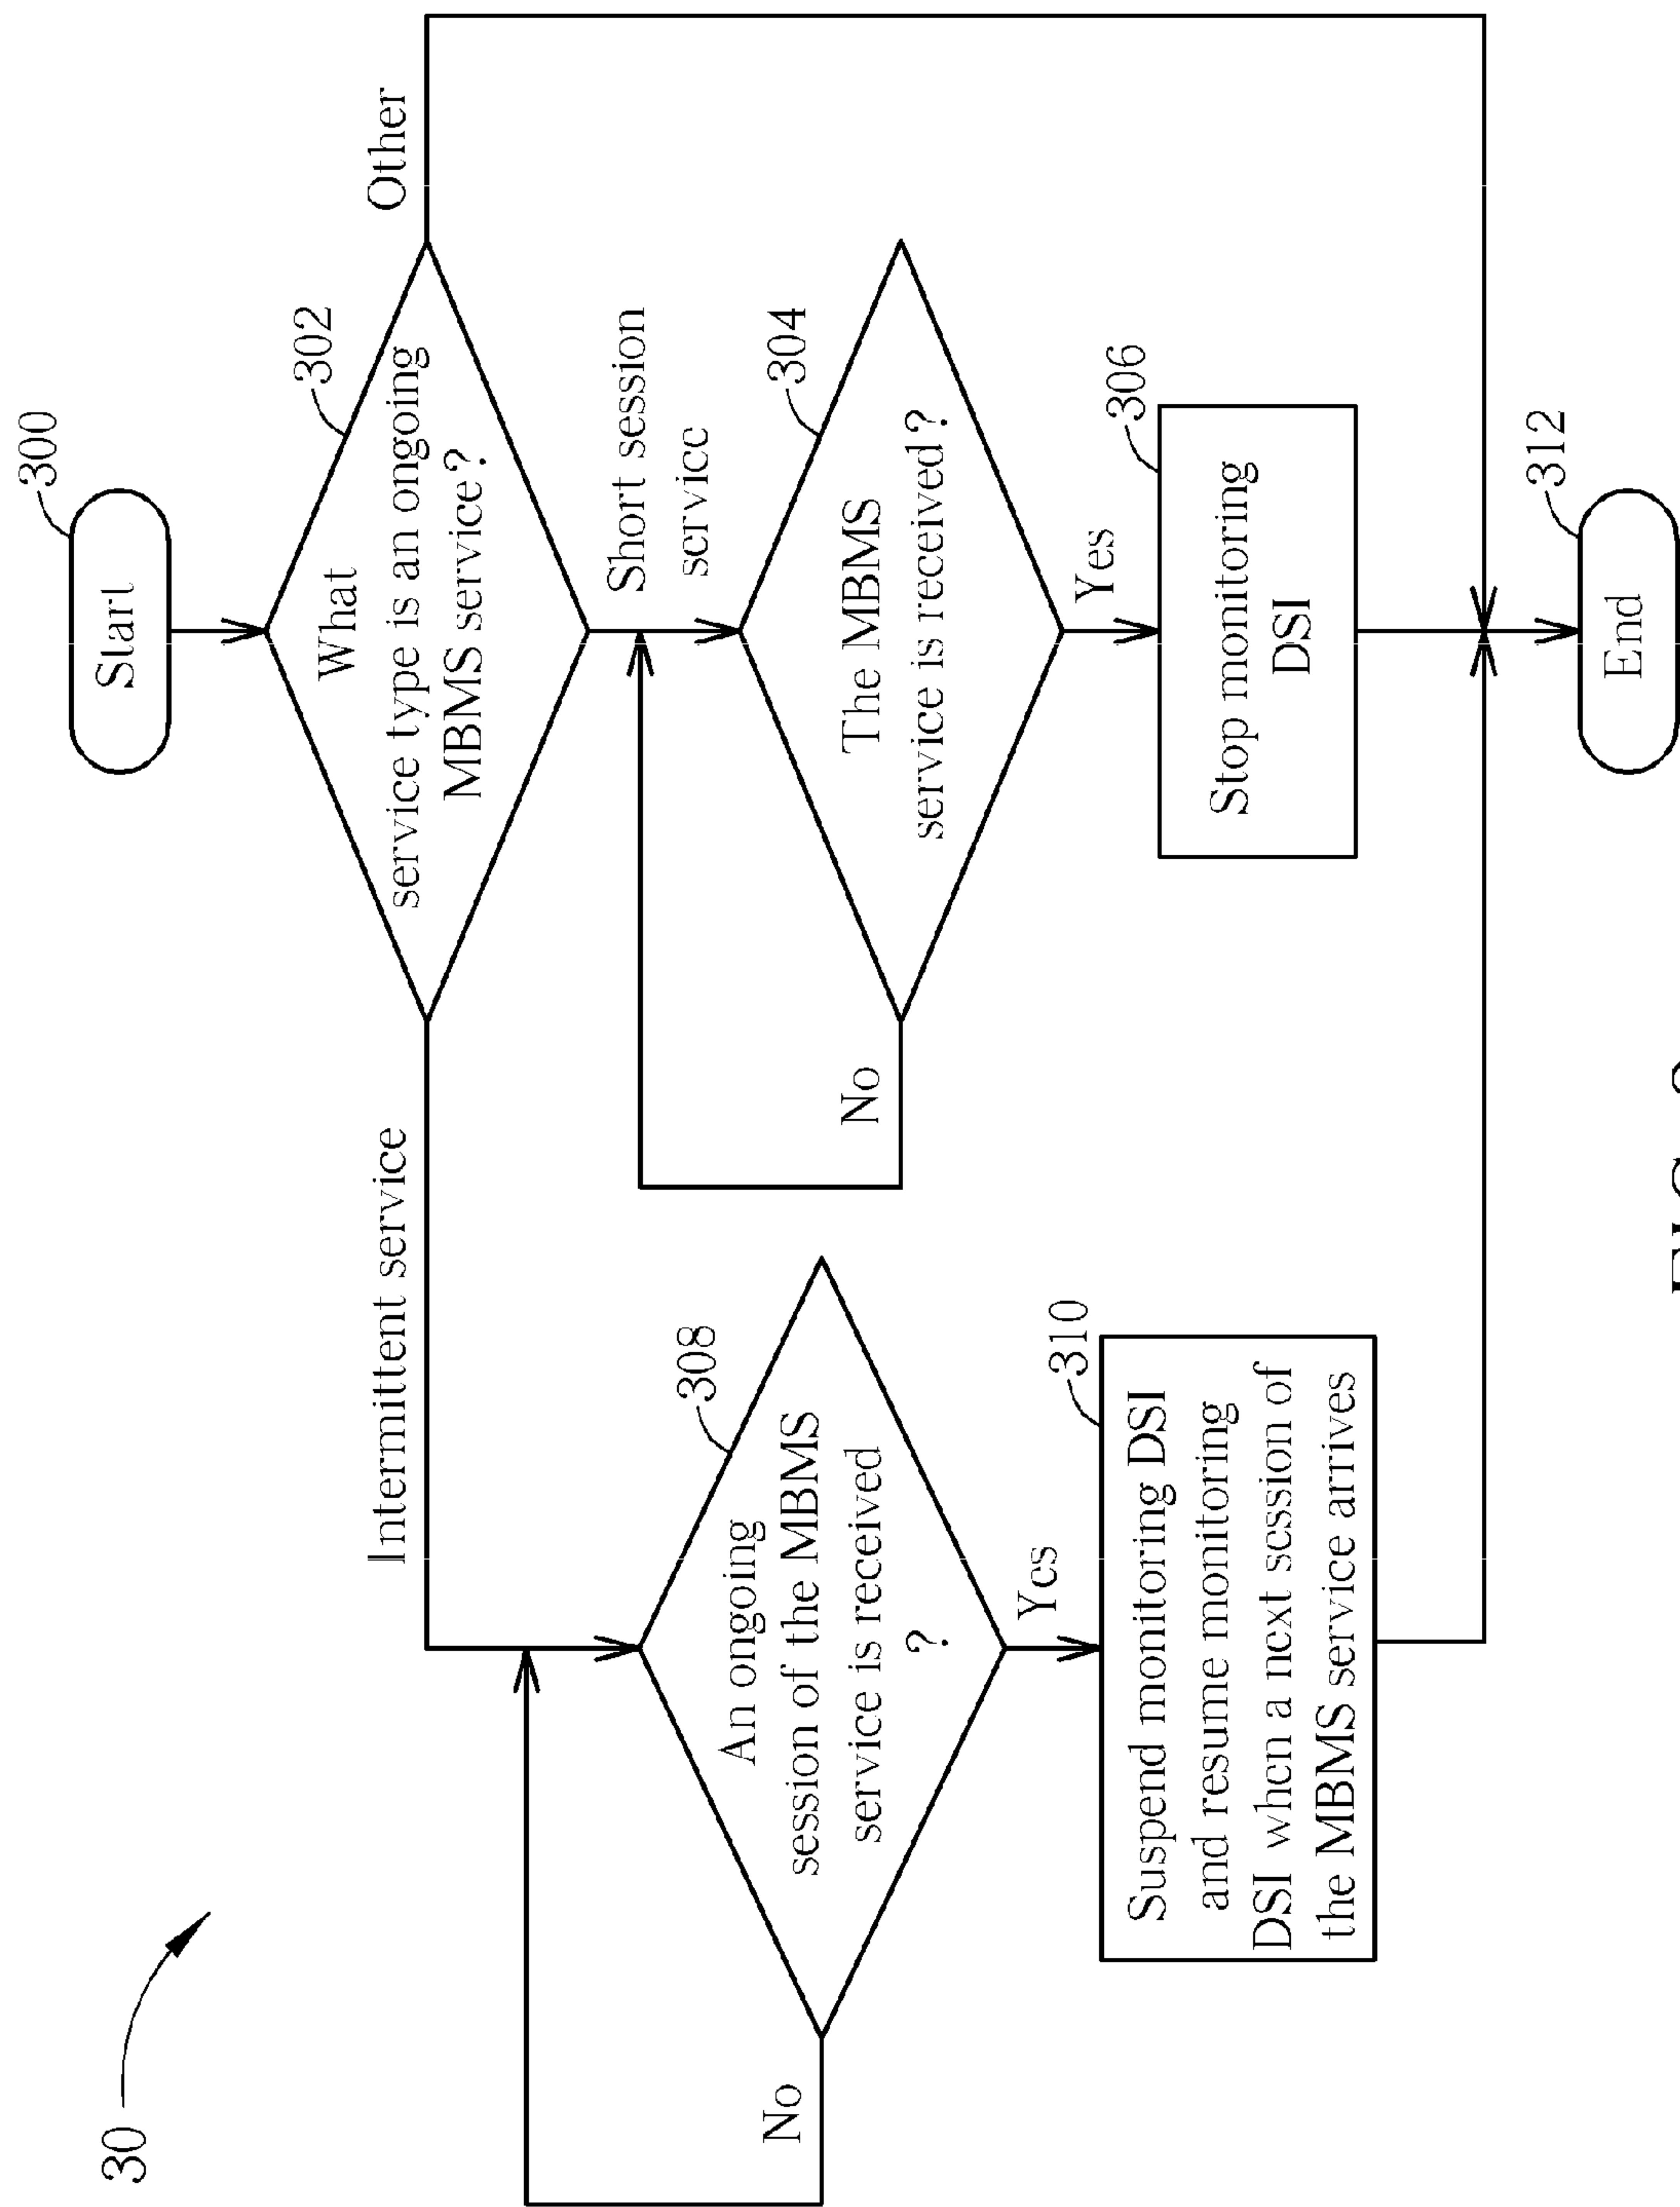 30
300
Start
302
What
service type is an ongoing
MBMS service?
Other
Intermittent service
Short session
service
308
An ongoing
session of the MBMS
service is received
?
No
Yes
304
The MBMS
service is received?
No
Yes
310
Suspend monitoring DSI
and resume monitoring
DSI when a next session of
the MBMS service arrives
306
Stop monitoring
DSI
312
End